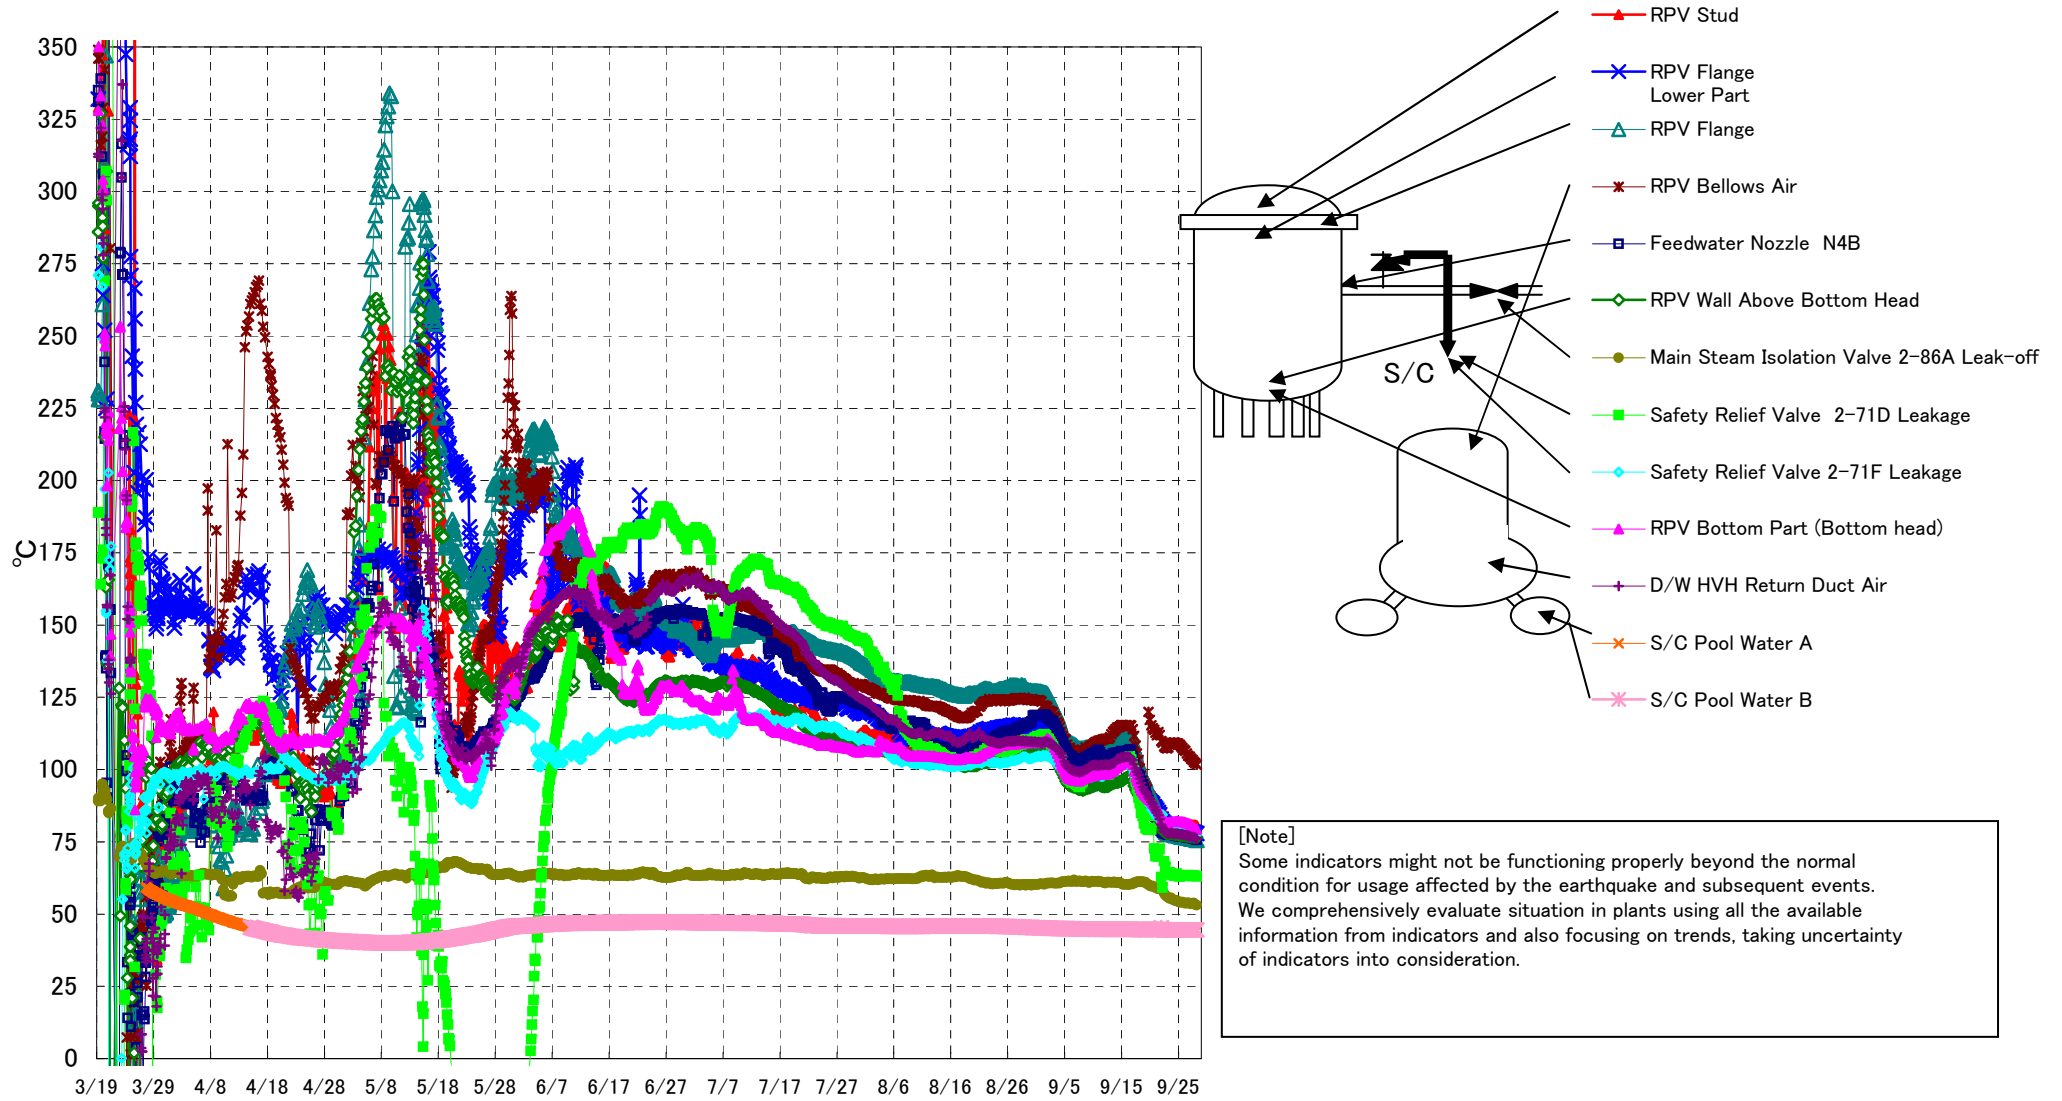 350
325
300
275
250
225
200
175
150
125
100
75
50
25
0
℃
3/19 3/29 4/8 4/18 4/28 5/8 5/18 5/28 6/7 6/17 6/27 7/7 7/17 7/27 8/6 8/16 8/26 9/5 9/15 9/25
RPV Stud
RPV Flange
Lower Part
RPV Flange
RPV Bellows Air
Feedwater Nozzle N4B
RPV Wall Above Bottom Head
Main Steam Isolation Valve 2-86A Leak-off
Safety Relief Valve 2-71D Leakage
Safety Relief Valve 2-71F Leakage
RPV Bottom Part (Bottom head)
D/W HVH Return Duct Air
S/C Pool Water A
S/C Pool Water B
S/C
[Note]
Some indicators might not be functioning properly beyond the normal
condition for usage affected by the earthquake and subsequent events.
We comprehensively evaluate situation in plants using all the available
information from indicators and also focusing on trends, taking uncertainty
of indicators into consideration.